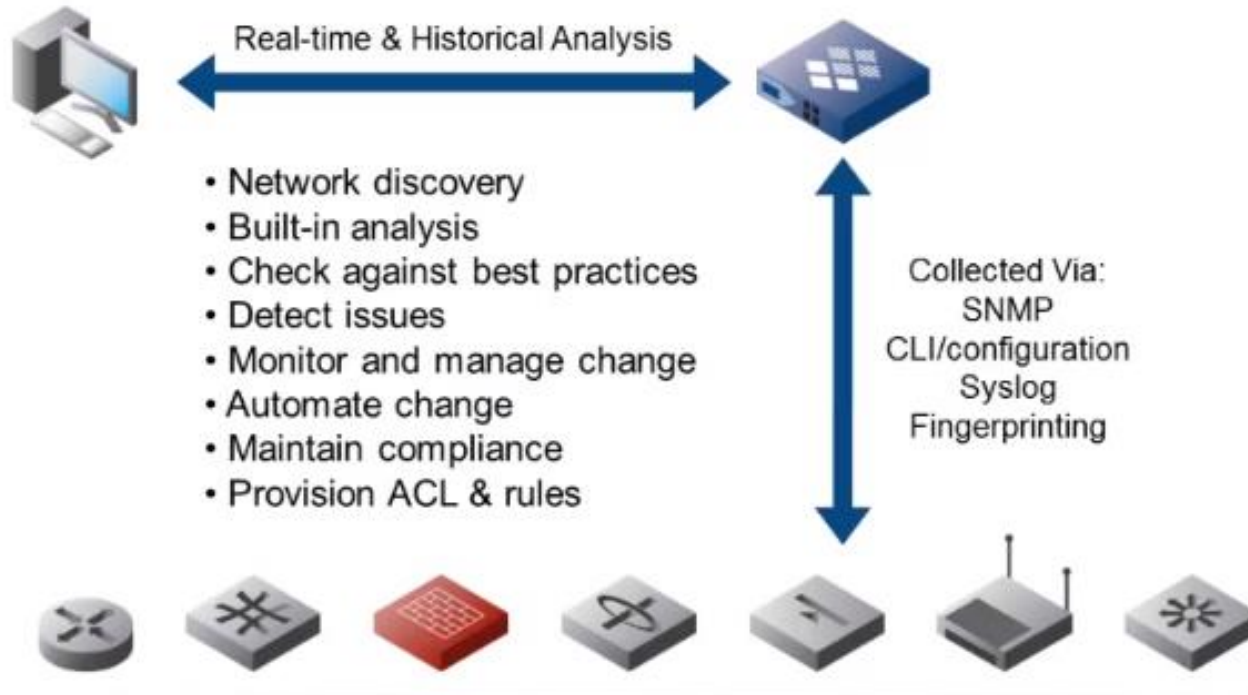 Real-time & Historical Analysis
• Network discovery
• Built-in analysis
• Check against best practices
• Detect issues
• Monitor and manage change
• Automate change
• Maintain compliance
• Provision ACL & rules
Collected Via:
SNMP
CLI/configuration
Syslog
Fingerprinting